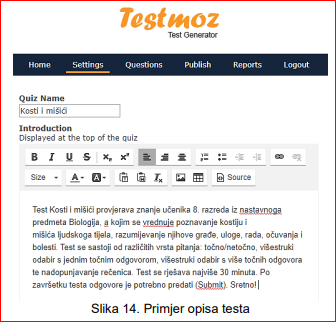 Testmoz
Test Generator
Home Settings Questions Publish Reports Logout
Quiz Name
Kosti i mišići
Introduction
Displayed at the top of the quiz
B I U S x₂ x²
Size A A Source
Test Kosti i mišići provjerava znanje učenika 8. razreda iz nastavnoga
predmeta Biologija, a kojim se vrednuje poznavanje kostiju i
mišića ljudskoga tijela, razumijevanje njihove građe, uloge, rada, očuvanja i
bolesti. Test se sastoji od različitih vrsta pitanja: točno/netočno, višestruki
odabir s jednim točnim odgovorom, višestruki odabir s više točnih odgovora
te nadopunjavanje rečenica. Test se rješava najviše 30 minuta. Po
završetku testa odgovore je potrebno predati (Submit). Sretno!
Slika 14. Primjer opisa testa